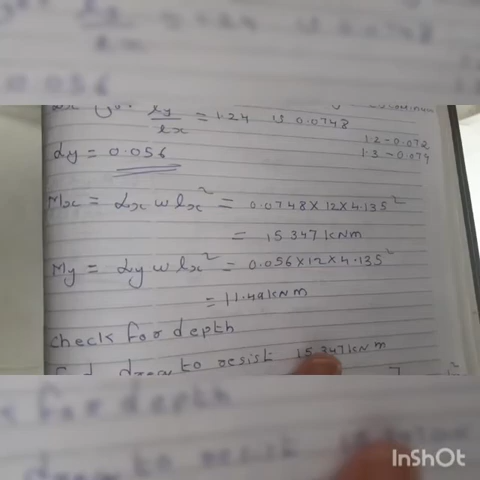 ly/lx = 1.24 is 0.0748
1.2-0.072
αy = 0.056
1.3-0.079
Mx = αx w lx² = 0.0748 x 12 x 4.135²
= 15.347 kNm
My = αy w lx² = 0.056 x 12 x 4.135²
= 11.49 kNm
check for depth
to resist 15.347 kNm
InShOt